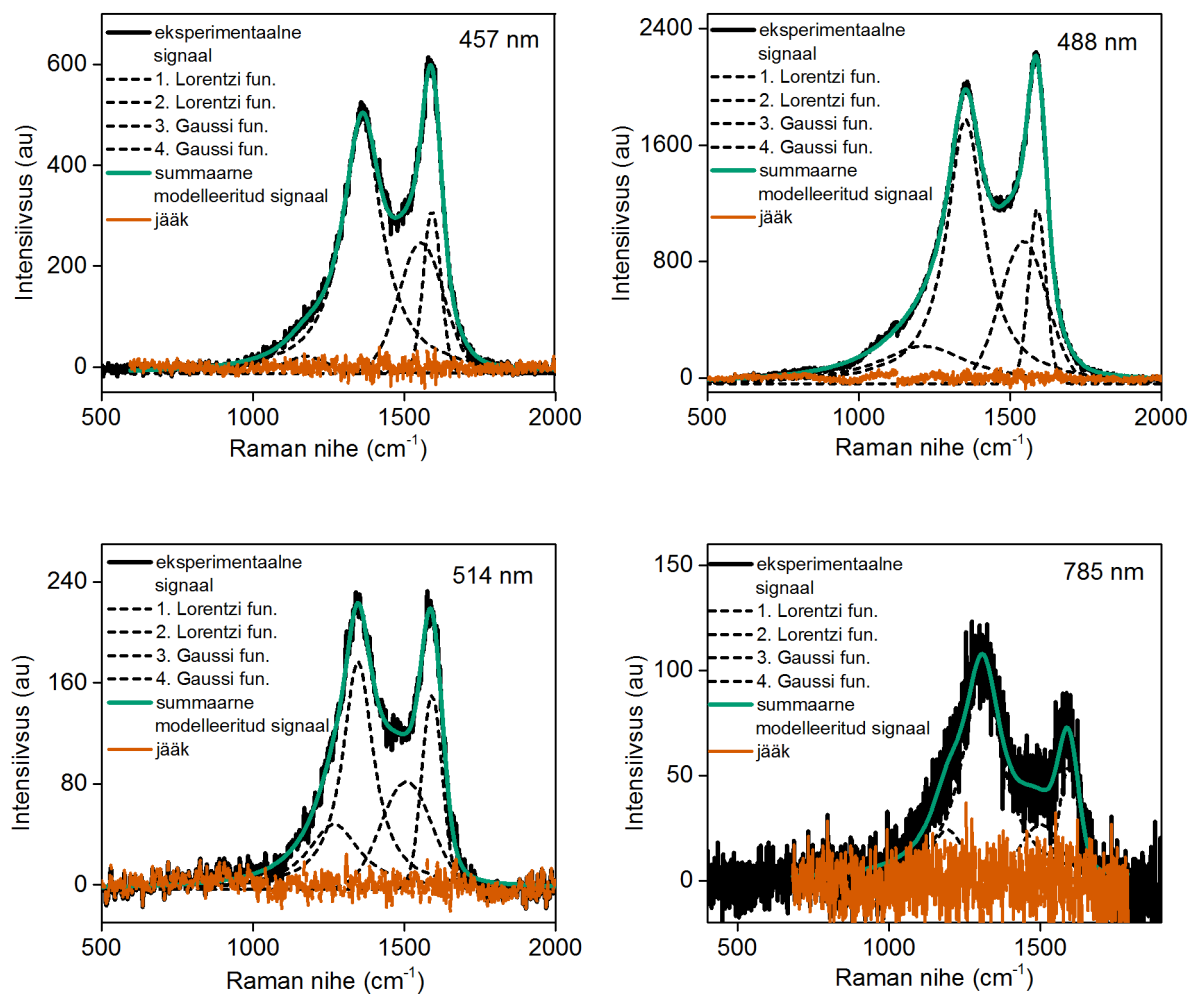 eksperimentaalne
signaal
1. Lorentzi fun.
2. Lorentzi fun.
3. Gaussi fun.
4. Gaussi fun.
summaarne
modelleeritud signaal
jääk
457 nm
600
400
200
0
Intensiivsus (au)
500 1000 1500 2000
Raman nihe (cm⁻¹)
eksperimentaalne
signaal
1. Lorentzi fun.
2. Lorentzi fun.
3. Gaussi fun.
4. Gaussi fun.
summaarne
modelleeritud signaal
jääk
488 nm
2400
1600
800
0
Intensiivsus (au)
500 1000 1500 2000
Raman nihe (cm⁻¹)
eksperimentaalne
signaal
1. Lorentzi fun.
2. Lorentzi fun.
3. Gaussi fun.
4. Gaussi fun.
summaarne
modelleeritud signaal
jääk
514 nm
240
160
80
0
Intensiivsus (au)
500 1000 1500 2000
Raman nihe (cm⁻¹)
eksperimentaalne
signaal
1. Lorentzi fun.
2. Lorentzi fun.
3. Gaussi fun.
4. Gaussi fun.
summaarne
modelleeritud signaal
jääk
785 nm
150
100
50
0
Intensiivsus (au)
500 1000 1500
Raman nihe (cm⁻¹)